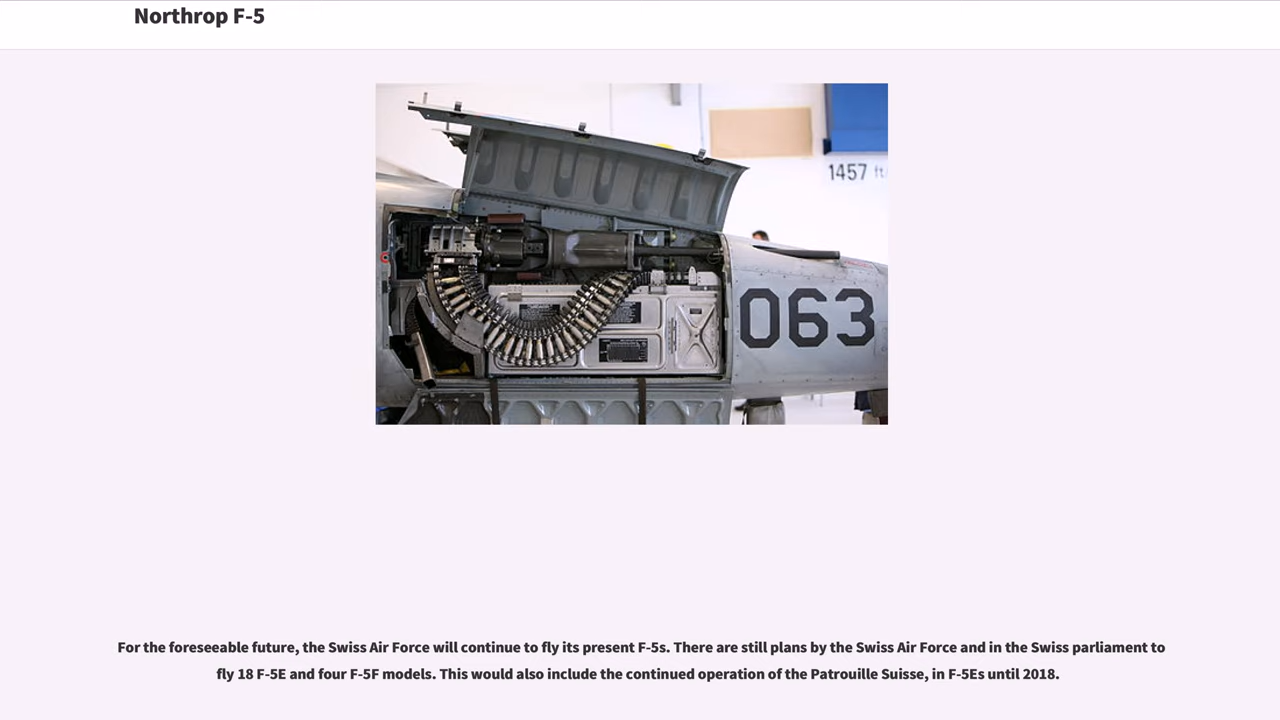 Northrop F-5
1457 ft
063
For the foreseeable future, the Swiss Air Force will continue to fly its present F-5s. There are still plans by the Swiss Air Force and in the Swiss parliament to
fly 18 F-5E and four F-5F models. This would also include the continued operation of the Patrouille Suisse, in F-5Es until 2018.